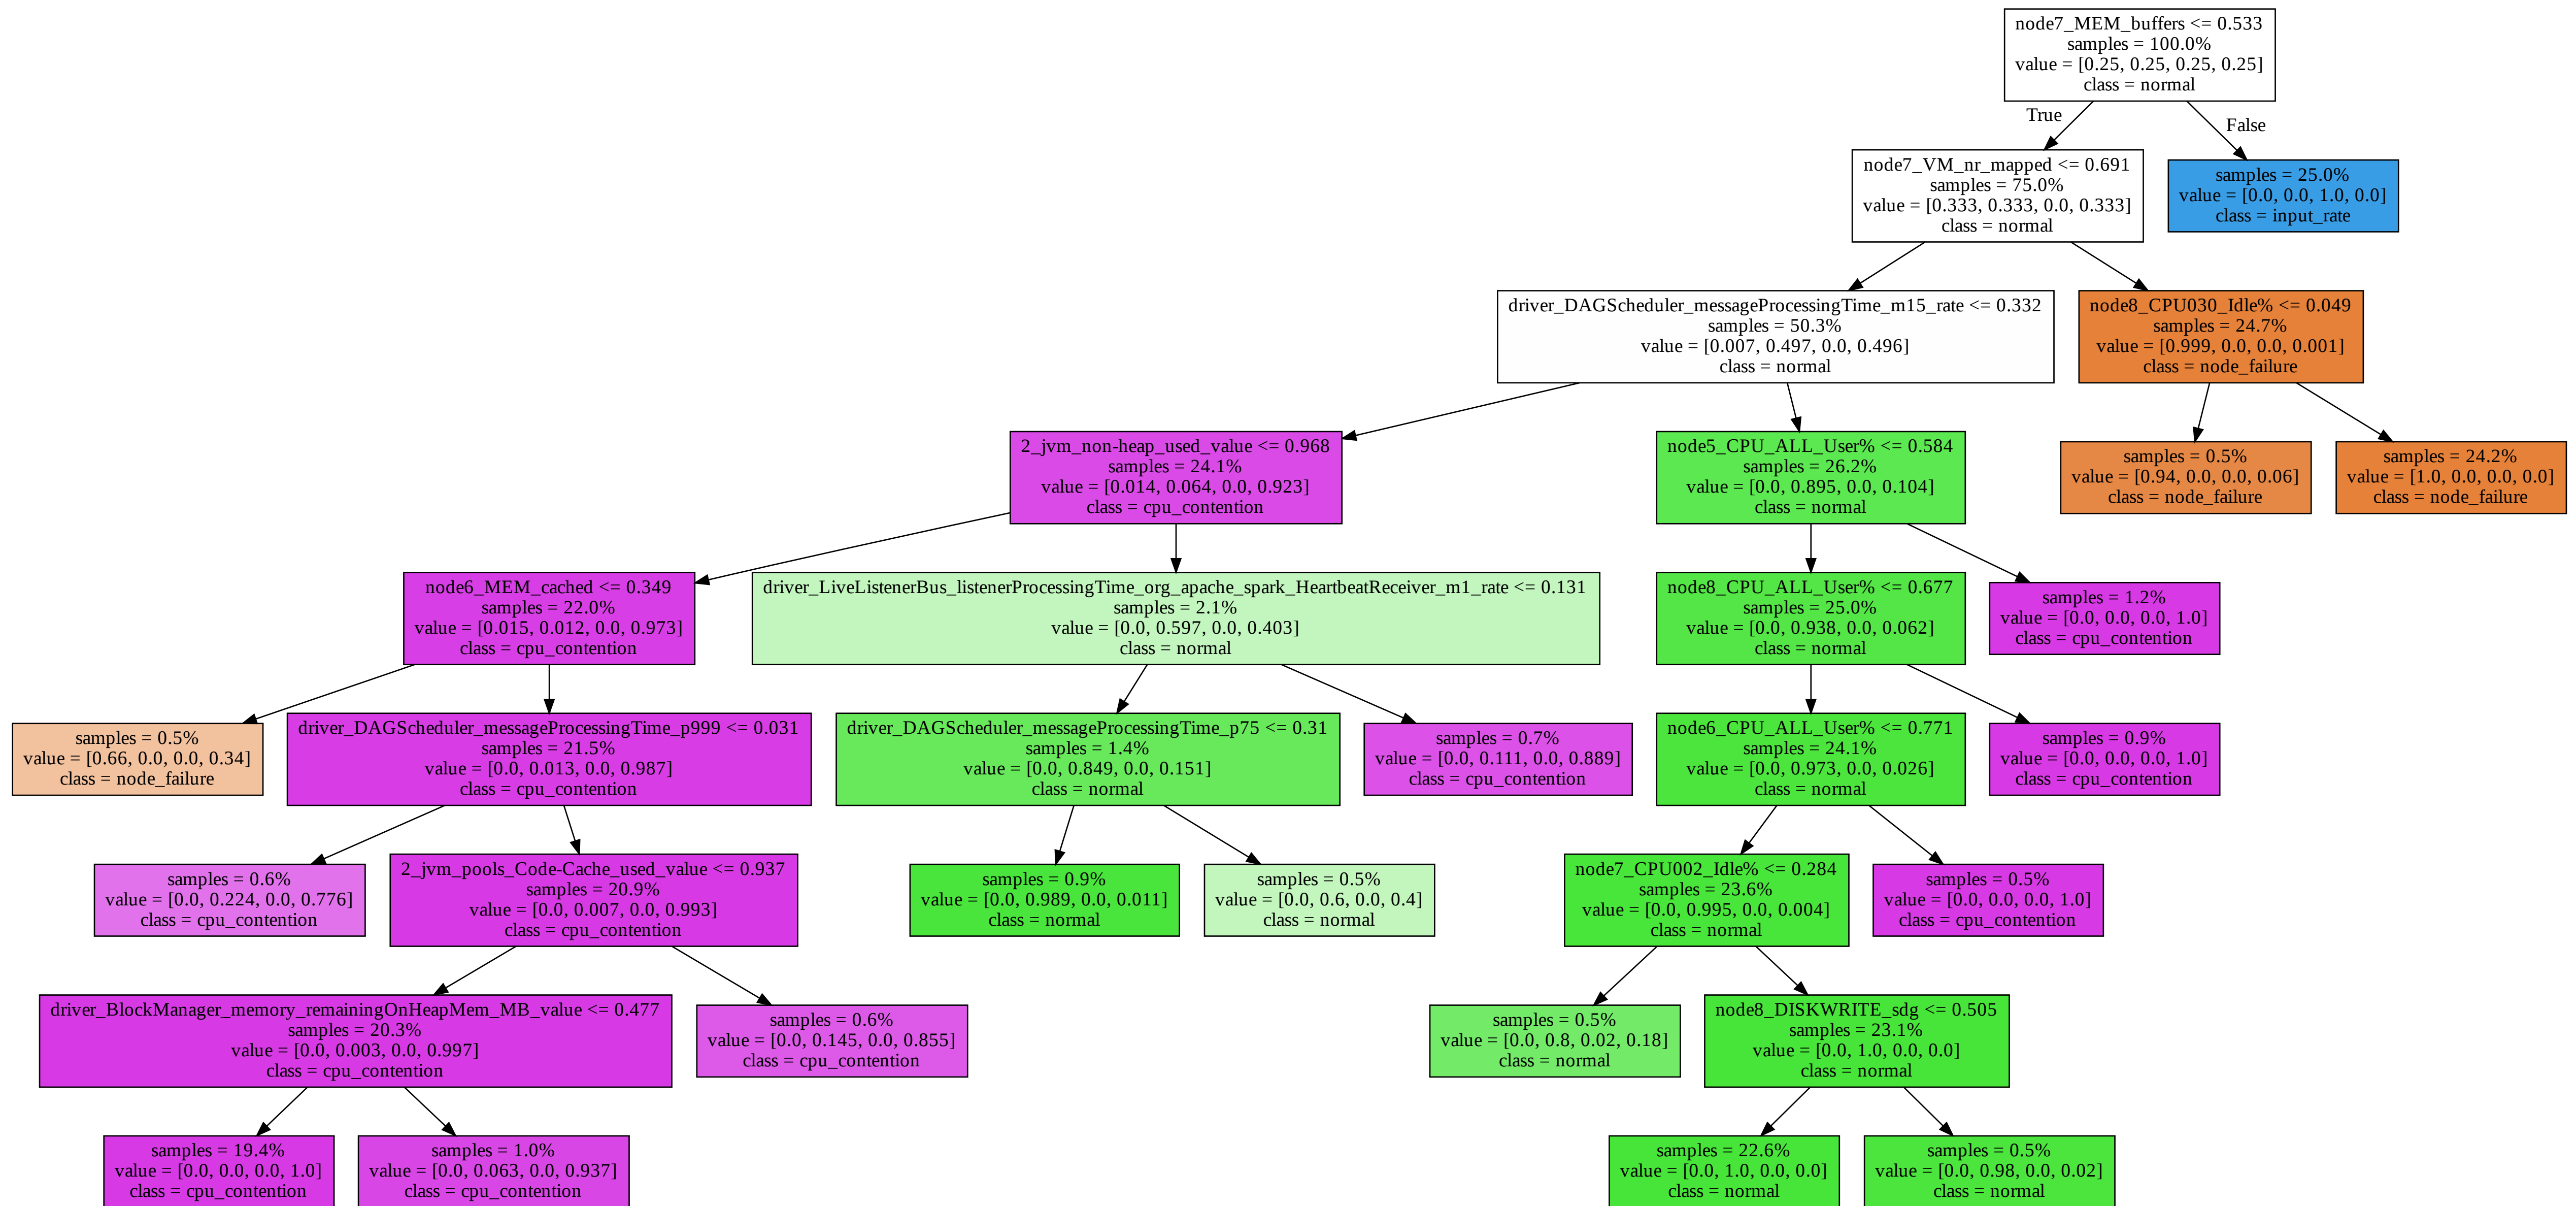 node7_MEM_buffers <= 0.533
samples = 100.0%
value = [0.25, 0.25, 0.25, 0.25]
class = normal
True
False
node7_VM_nr_mapped <= 0.691
samples = 75.0%
value = [0.333, 0.333, 0.0, 0.333]
class = normal
samples = 25.0%
value = [0.0, 0.0, 1.0, 0.0]
class = input_rate
driver_DAGScheduler_messageProcessingTime_m15_rate <= 0.332
samples = 50.3%
value = [0.007, 0.497, 0.0, 0.496]
class = normal
node8_CPU030_Idle% <= 0.049
samples = 24.7%
value = [0.999, 0.0, 0.0, 0.001]
class = node_failure
2_jvm_non-heap_used_value <= 0.968
samples = 24.1%
value = [0.014, 0.064, 0.0, 0.923]
class = cpu_contention
node5_CPU_ALL_User% <= 0.584
samples = 26.2%
value = [0.0, 0.895, 0.0, 0.104]
class = normal
samples = 0.5%
value = [0.94, 0.0, 0.0, 0.06]
class = node_failure
samples = 24.2%
value = [1.0, 0.0, 0.0, 0.0]
class = node_failure
node6_MEM_cached <= 0.349
samples = 22.0%
value = [0.015, 0.012, 0.0, 0.973]
class = cpu_contention
driver_LiveListenerBus_listenerProcessingTime_org_apache_spark_HeartbeatReceiver_m1_rate <= 0.131
samples = 2.1%
value = [0.0, 0.597, 0.0, 0.403]
class = normal
node8_CPU_ALL_User% <= 0.677
samples = 25.0%
value = [0.0, 0.938, 0.0, 0.062]
class = normal
samples = 1.2%
value = [0.0, 0.0, 0.0, 1.0]
class = cpu_contention
samples = 0.5%
value = [0.66, 0.0, 0.0, 0.34]
class = node_failure
driver_DAGScheduler_messageProcessingTime_p999 <= 0.031
samples = 21.5%
value = [0.0, 0.013, 0.0, 0.987]
class = cpu_contention
driver_DAGScheduler_messageProcessingTime_p75 <= 0.31
samples = 1.4%
value = [0.0, 0.849, 0.0, 0.151]
class = normal
samples = 0.7%
value = [0.0, 0.111, 0.0, 0.889]
class = cpu_contention
node6_CPU_ALL_User% <= 0.771
samples = 24.1%
value = [0.0, 0.973, 0.0, 0.026]
class = normal
samples = 0.9%
value = [0.0, 0.0, 0.0, 1.0]
class = cpu_contention
samples = 0.6%
value = [0.0, 0.224, 0.0, 0.776]
class = cpu_contention
2_jvm_pools_Code-Cache_used_value <= 0.937
samples = 20.9%
value = [0.0, 0.007, 0.0, 0.993]
class = cpu_contention
samples = 0.9%
value = [0.0, 0.989, 0.0, 0.011]
class = normal
samples = 0.5%
value = [0.0, 0.6, 0.0, 0.4]
class = normal
node7_CPU002_Idle% <= 0.284
samples = 23.6%
value = [0.0, 0.995, 0.0, 0.004]
class = normal
samples = 0.5%
value = [0.0, 0.0, 0.0, 1.0]
class = cpu_contention
driver_BlockManager_memory_remainingOnHeapMem_MB_value <= 0.477
samples = 20.3%
value = [0.0, 0.003, 0.0, 0.997]
class = cpu_contention
samples = 0.6%
value = [0.0, 0.145, 0.0, 0.855]
class = cpu_contention
samples = 0.5%
value = [0.0, 0.8, 0.02, 0.18]
class = normal
node8_DISKWRITE_sdg <= 0.505
samples = 23.1%
value = [0.0, 1.0, 0.0, 0.0]
class = normal
samples = 19.4%
value = [0.0, 0.0, 0.0, 1.0]
class = cpu_contention
samples = 1.0%
value = [0.0, 0.063, 0.0, 0.937]
class = cpu_contention
samples = 22.6%
value = [0.0, 1.0, 0.0, 0.0]
class = normal
samples = 0.5%
value = [0.0, 0.98, 0.0, 0.02]
class = normal